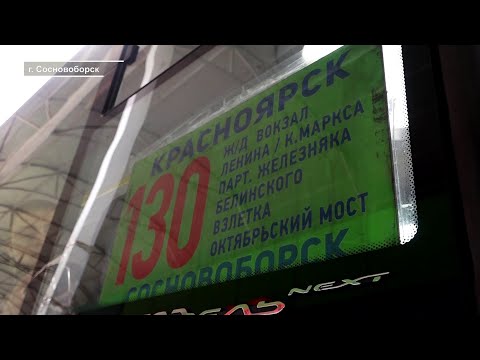 г. Сосновоборск
КРАСНОЯРСК
130
Ж/Д ВОКЗАЛ
ЛЕНИНА / К.МАРКСА
ПАРТ. ЖЕЛЕЗНЯКА
БЕЛИНСКОГО
ВЗЛЕТКА
ОКТЯБРЬСКИЙ МОСТ
СОСНОВОБОРСК
NEXT